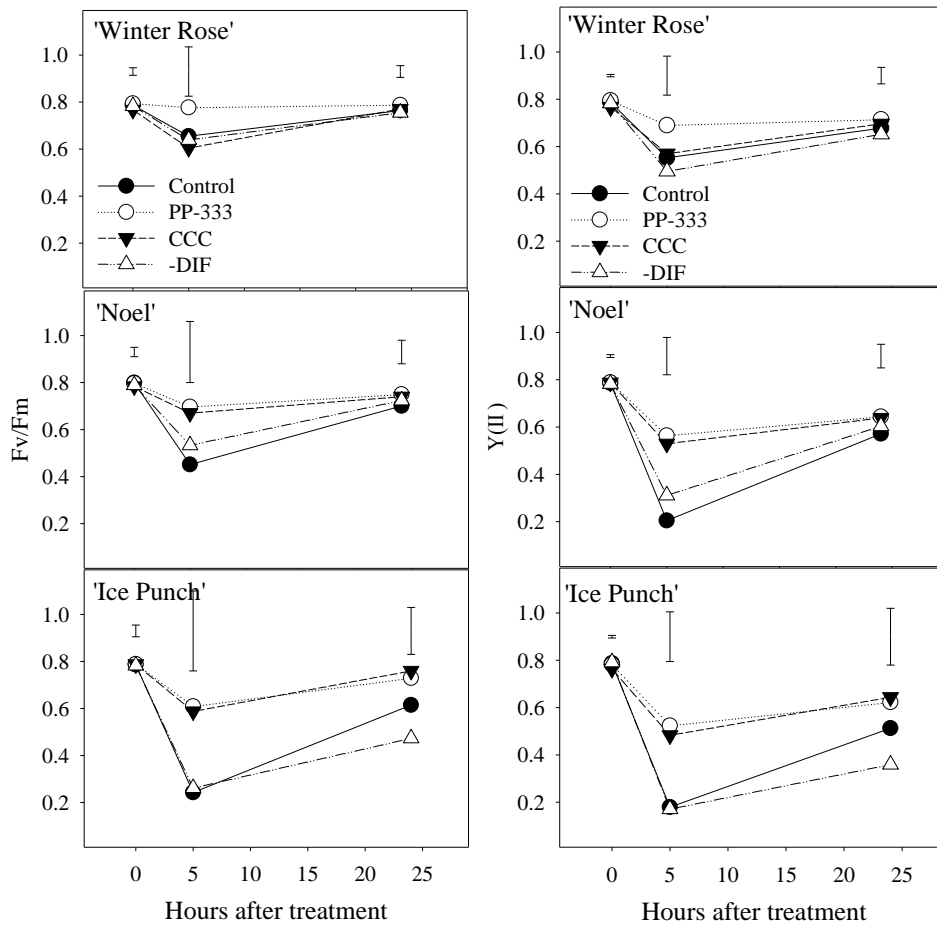 'Winter Rose'
1.0
0.8
0.6
0.4
0.2
Control
PP-333
CCC
-DIF
'Noel'
1.0
0.8
0.6
0.4
0.2
Fv/Fm
'Ice Punch'
1.0
0.8
0.6
0.4
0.2
0 5 10 15 20 25
Hours after treatment
'Winter Rose'
1.0
0.8
0.6
0.4
0.2
Control
PP-333
CCC
-DIF
'Noel'
1.0
0.8
0.6
0.4
0.2
Y(II )
'Ice Punch'
1.0
0.8
0.6
0.4
0.2
0 5 10 15 20 25
Hours after treatment